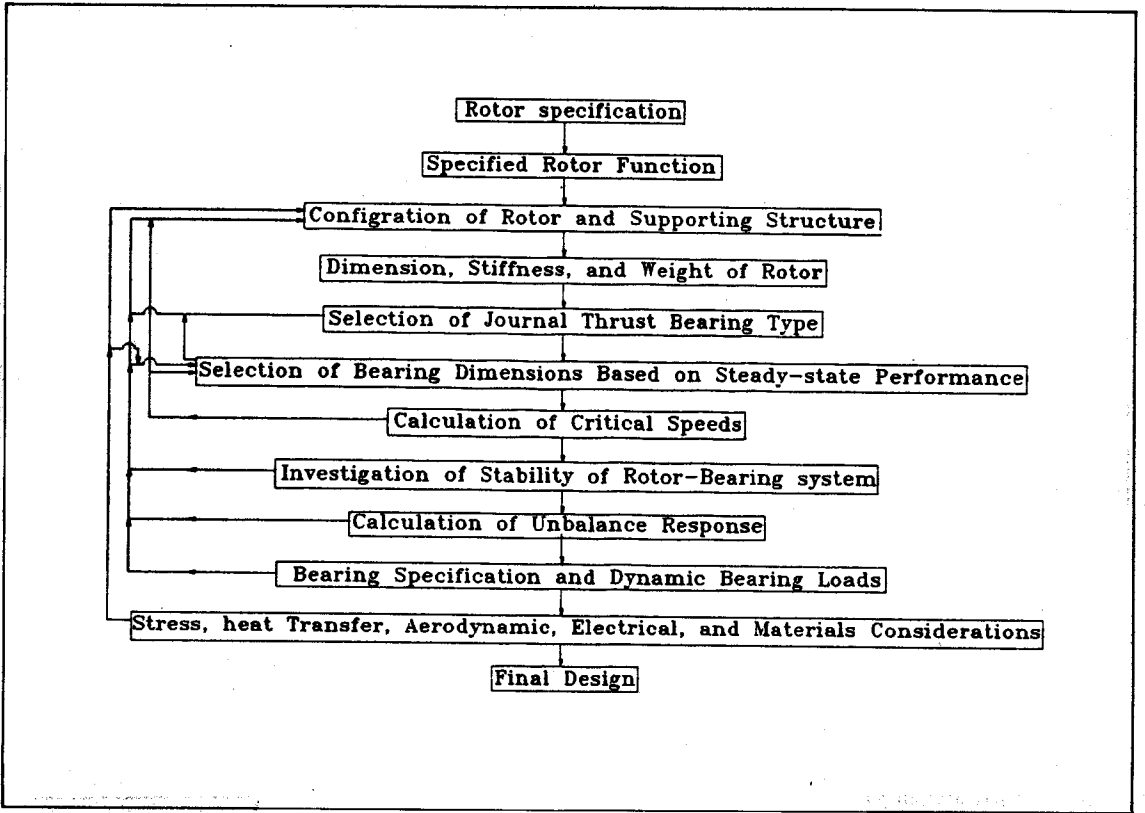 Rotor specification
Specified Rotor Function
Configration of Rotor and Supporting Structure
Dimension, Stiffness, and Weight of Rotor
Selection of Journal Thrust Bearing Type
Selection of Bearing Dimensions Based on Steady-state Performance
Calculation of Critical Speeds
Investigation of Stability of Rotor-Bearing system
Calculation of Unbalance Response
Bearing Specification and Dynamic Bearing Loads
Stress, heat Transfer, Aerodynamic, Electrical, and Materials Considerations
Final Design